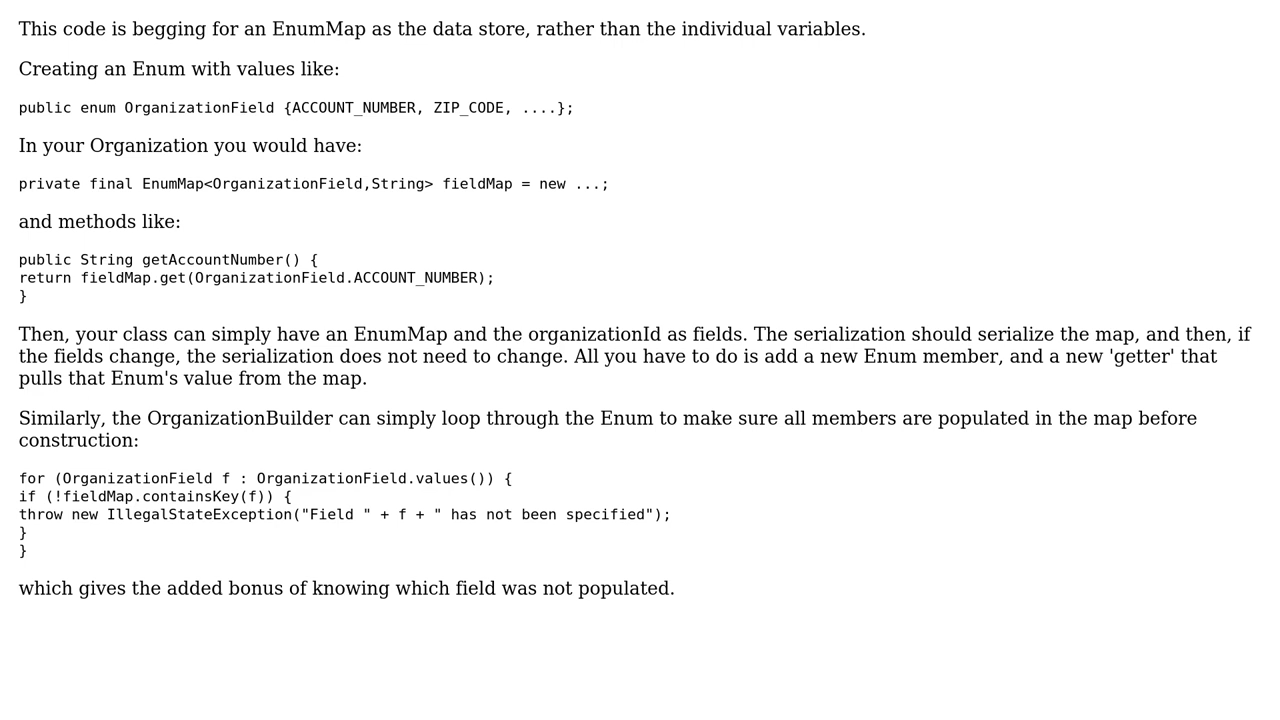 This code is begging for an EnumMap as the data store, rather than the individual variables.
Creating an Enum with values like:
public enum OrganizationField {ACCOUNT_NUMBER, ZIP_CODE, ....};
In your Organization you would have:
private final EnumMap<OrganizationField,String> fieldMap = new ...;
and methods like:
public String getAccountNumber() {
return fieldMap.get(OrganizationField.ACCOUNT_NUMBER);
}
Then, your class can simply have an EnumMap and the organizationId as fields. The serialization should serialize the map, and then, if
the fields change, the serialization does not need to change. All you have to do is add a new Enum member, and a new 'getter' that
pulls that Enum's value from the map.
Similarly, the OrganizationBuilder can simply loop through the Enum to make sure all members are populated in the map before
construction:
for (OrganizationField f : OrganizationField.values()) {
if (!fieldMap.containsKey(f)) {
throw new IllegalStateException("Field " + f + " has not been specified");
}
}
which gives the added bonus of knowing which field was not populated.